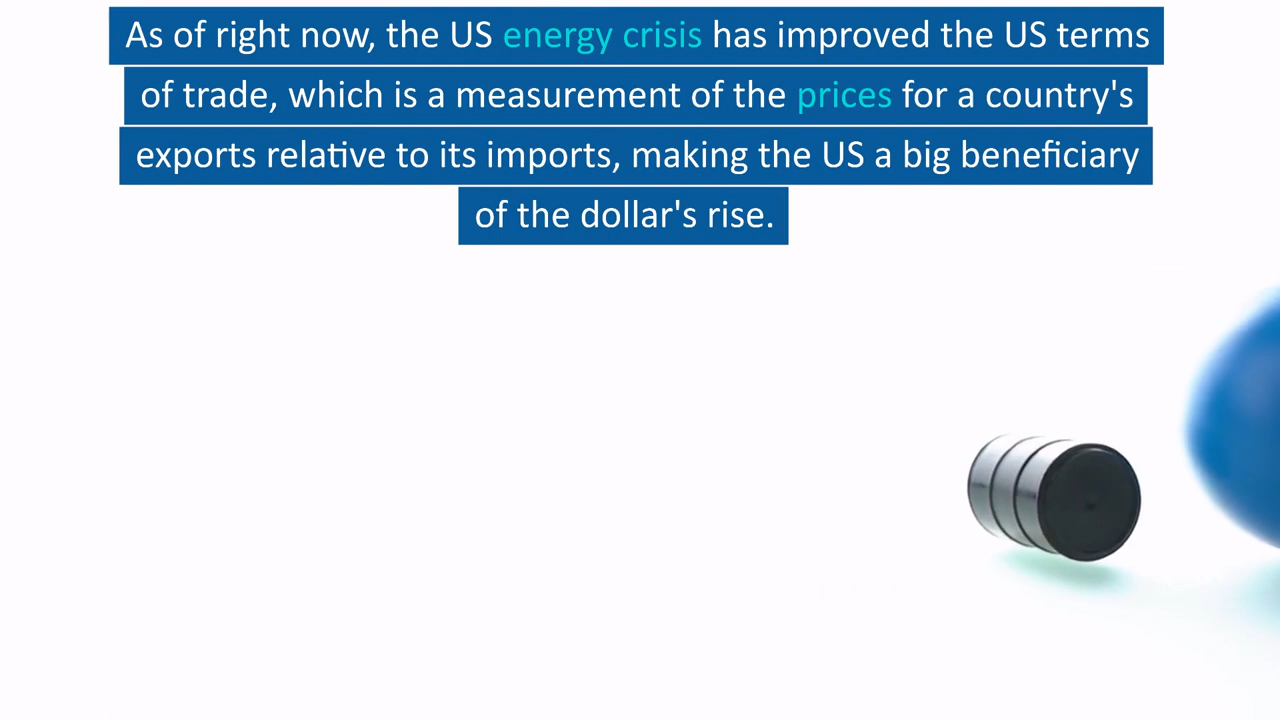 As of right now, the US energy crisis has improved the US terms
of trade, which is a measurement of the prices for a country's
exports relative to its imports, making the US a big beneficiary
of the dollar's rise.